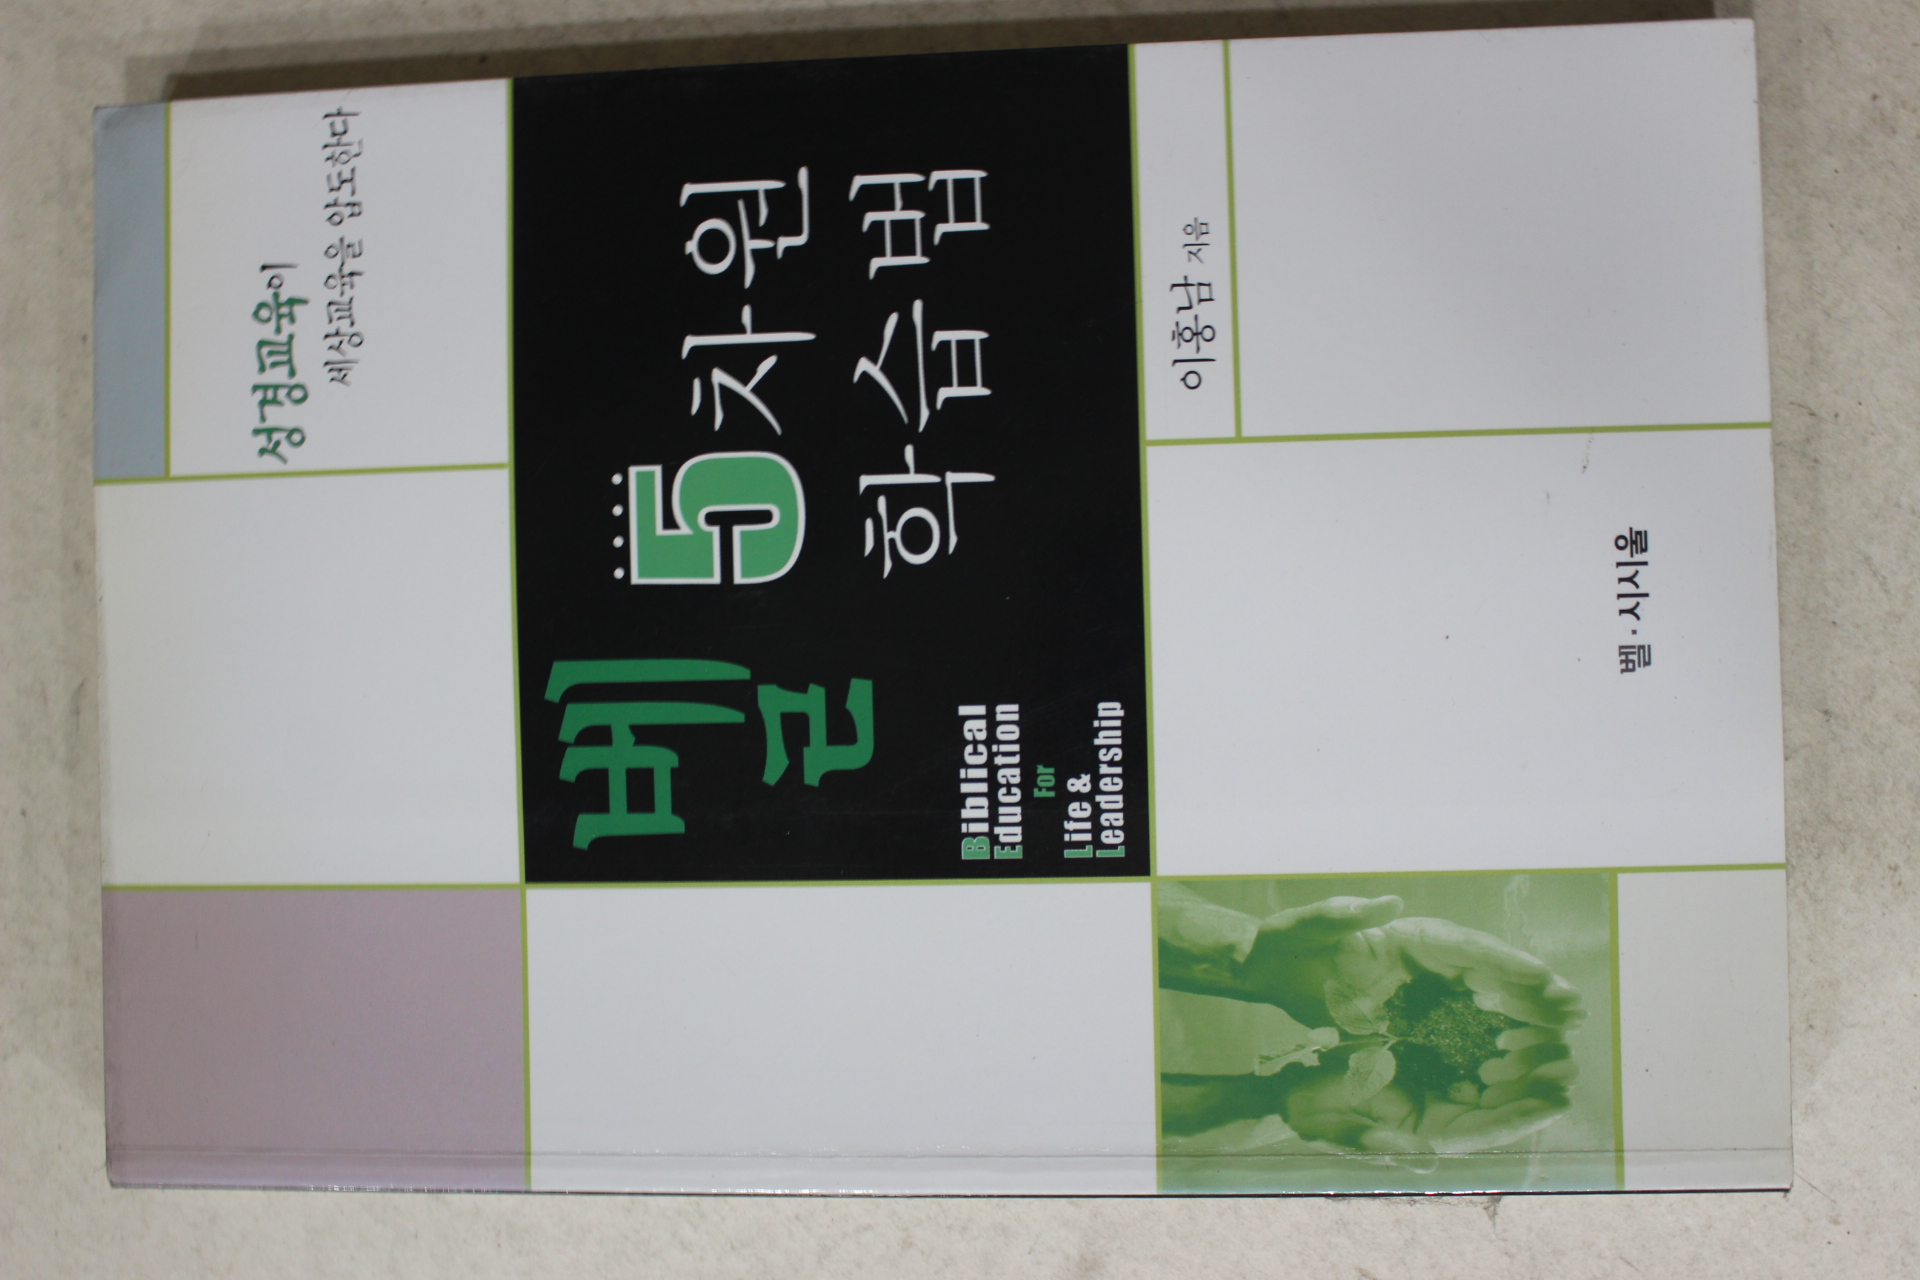 성경교육이
세상교육을 압도한다
벨 5차원
학습법
Biblical
Education
For
Life &
Leadership
이홍남 지음
벨·시시울